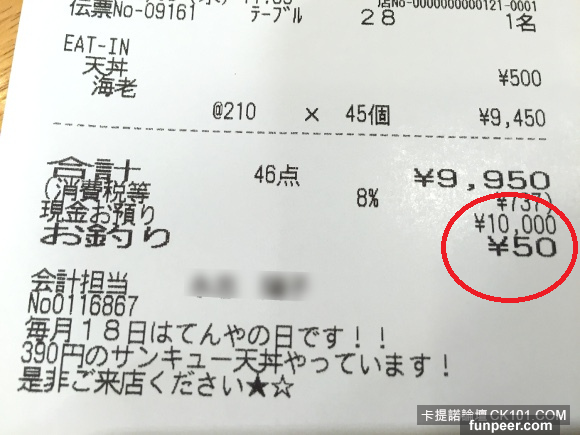 伝票No-09161 テーブル 28 1名
店No-0000000000121-0001
EAT-IN
天丼 ¥500
海老
@210 × 45個 ¥9,450
合計 46点 ¥9,950
(消費税等 8% ¥737)
現金お預り ¥10,000
お釣り ¥50
会計担当
No0116867
毎月18日はてんやの日です!!
390円のサンキュー天丼やっています!
是非ご来店ください★☆
卡提諾論壇 CK101.COM
funpeer.com